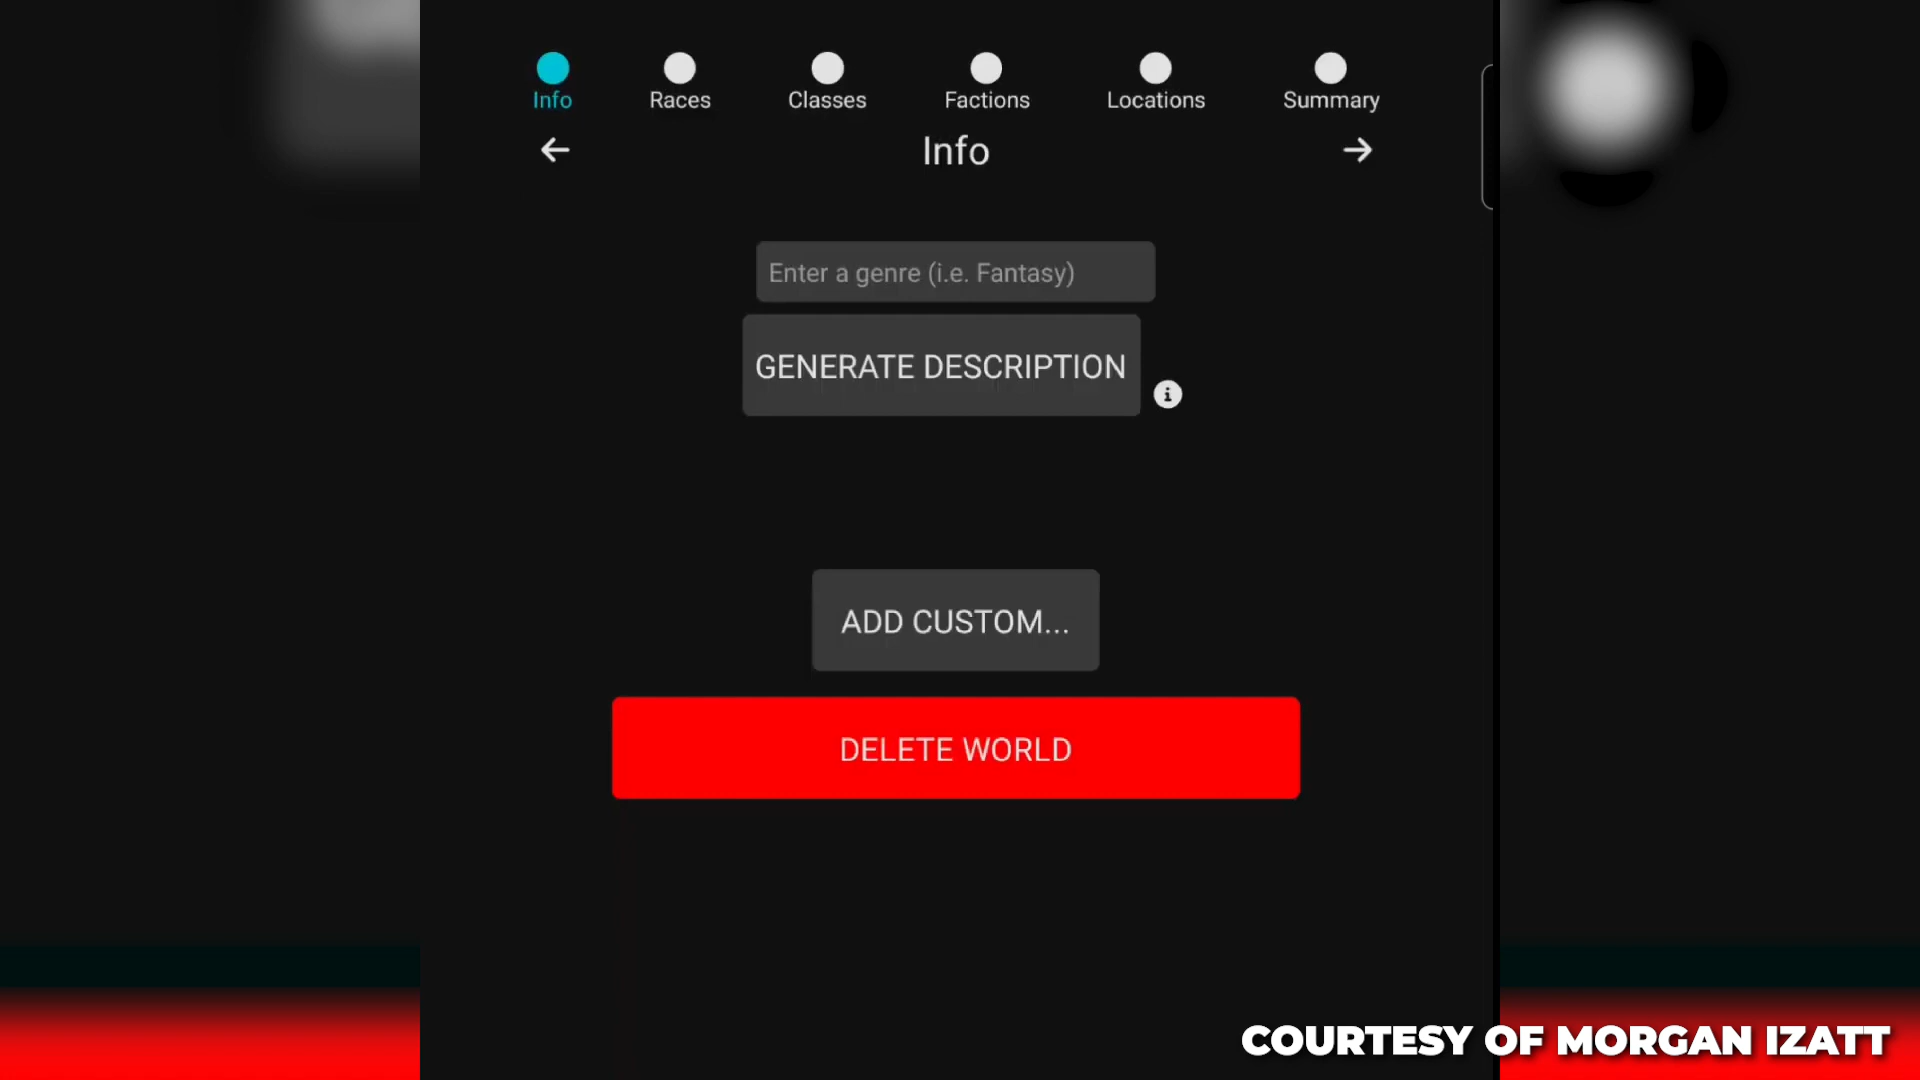 Info Races Classes Factions Locations Summary
Info
Enter a genre (i.e. Fantasy)
GENERATE DESCRIPTION
ADD CUSTOM...
DELETE WORLD
COURTESY OF MORGAN IZATT